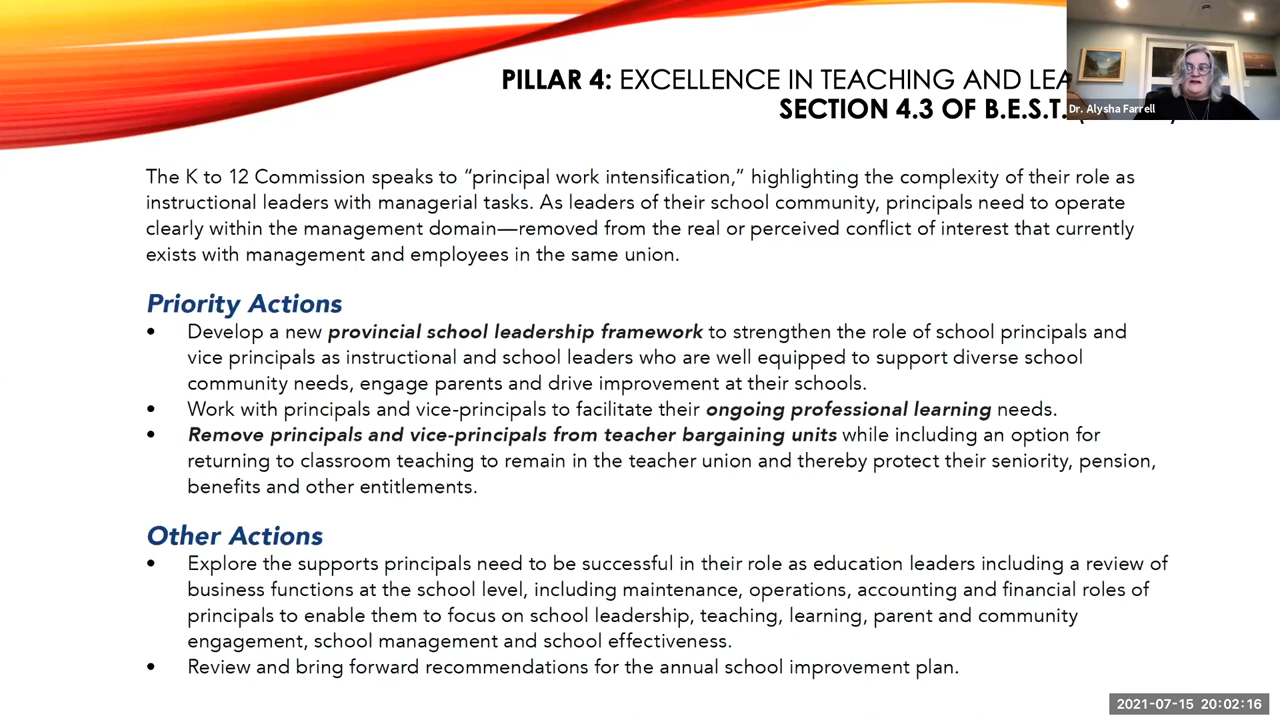 PILLAR 4: EXCELLENCE IN TEACHING AND
SECTION 4.3 OF B.E.S.T.
Dr. Alysha Farrell
The K to 12 Commission speaks to “principal work intensification,” highlighting the complexity of their role as
instructional leaders with managerial tasks. As leaders of their school community, principals need to operate
clearly within the management domain—removed from the real or perceived conflict of interest that currently
exists with management and employees in the same union.
Priority Actions
• Develop a new provincial school leadership framework to strengthen the role of school principals and
vice principals as instructional and school leaders who are well equipped to support diverse school
community needs, engage parents and drive improvement at their schools.
• Work with principals and vice-principals to facilitate their ongoing professional learning needs.
• Remove principals and vice-principals from teacher bargaining units while including an option for
returning to classroom teaching to remain in the teacher union and thereby protect their seniority, pension,
benefits and other entitlements.
Other Actions
• Explore the supports principals need to be successful in their role as education leaders including a review of
business functions at the school level, including maintenance, operations, accounting and financial roles of
principals to enable them to focus on school leadership, teaching, learning, parent and community
engagement, school management and school effectiveness.
• Review and bring forward recommendations for the annual school improvement plan.
2021-07-15 20:02:16